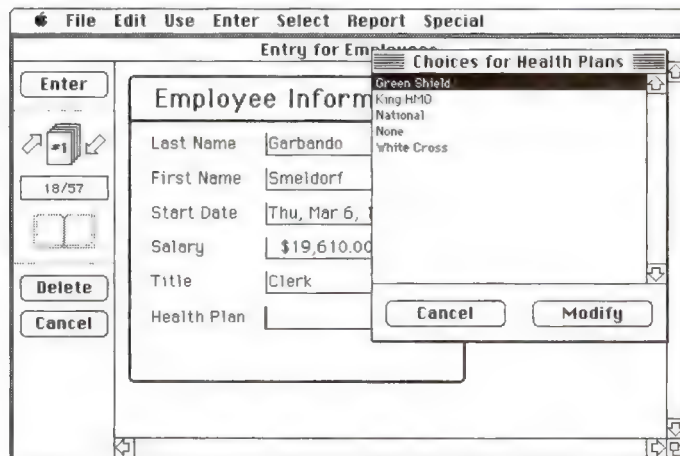 File Edit Use Enter Select Report Special
Entry for Employees
Choices for Health Plans
Enter
#1
18/57
Delete
Cancel
Employee Inform
Last Name Garbando
First Name Smeldorf
Start Date Thu, Mar 6, 1
Salary $19,610.00
Title Clerk
Health Plan
Green Shield
King HMO
National
None
White Cross
Cancel
Modify